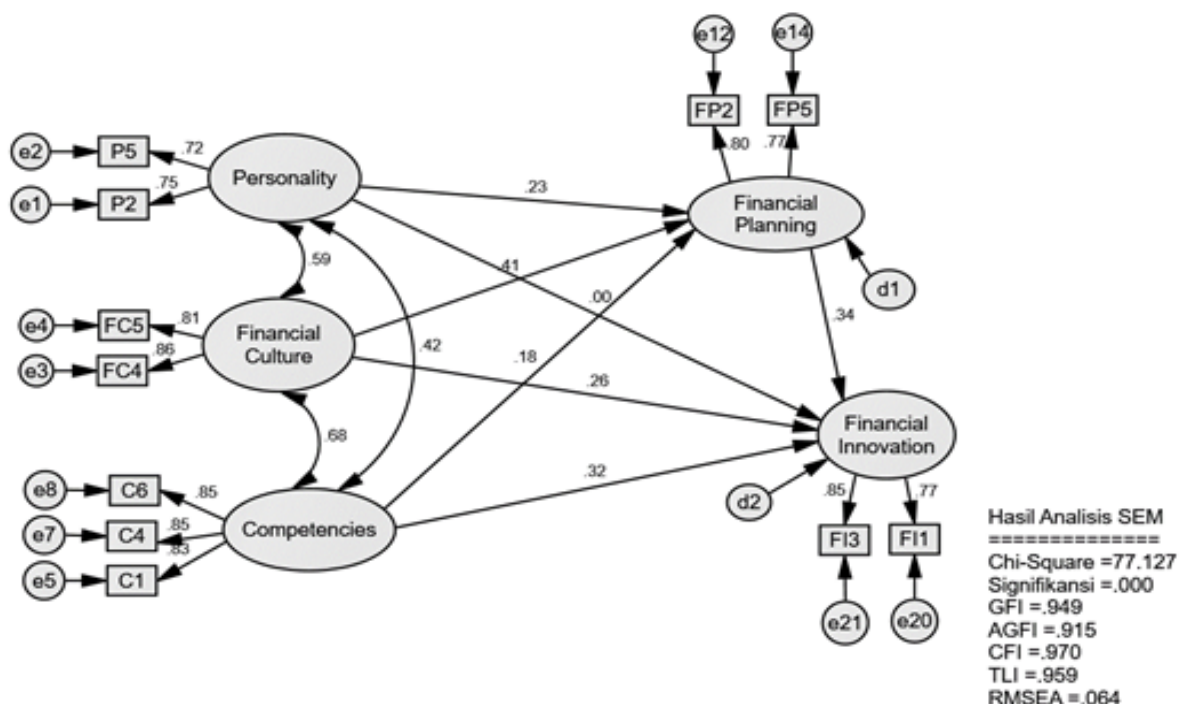 e12
e14
FP2
FP5
.80
.77
e2
P5
.72
Personality
e1
P2
.75
.23
Financial
Planning
.59
.41
d1
.00
.34
e4
FC5
.81
Financial
Culture
e3
FC4
.86
.42
.18
.26
.68
Financial
Innovation
e8
C6
.85
.32
d2
.85
.77
e7
C4
.85
Competencies
.83
e5
C1
FI3
FI1
e21
e20
Hasil Analisis SEM
==============
Chi-Square =77.127
Signifikansi =.000
GFI =.949
AGFI =.915
CFI =.970
TLI =.959
RMSEA =.064